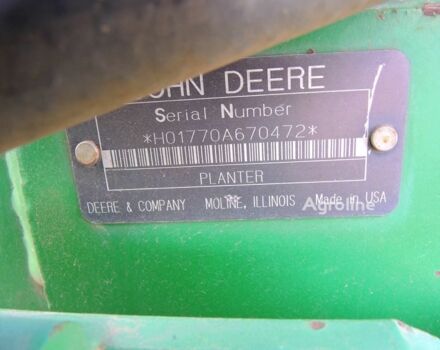 JOHN DEERE
Serial Number
*H01770A670472*
PLANTER
DEERE & COMPANY MOLINE, ILLINOIS Made in USA
Agroline